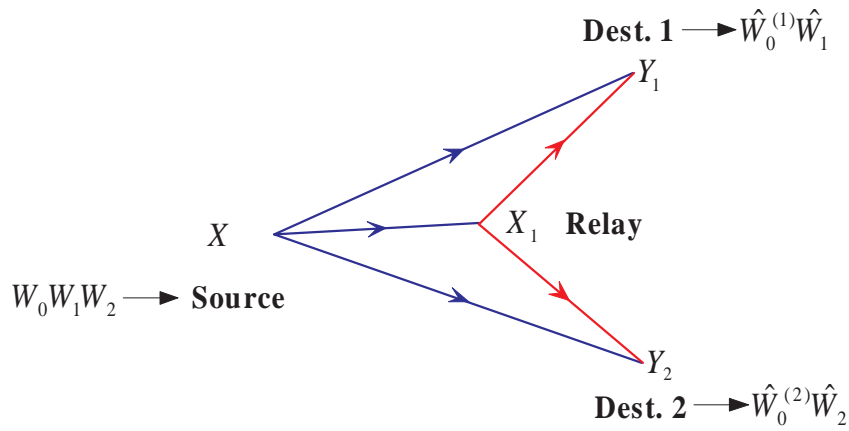 Dest. 1 → Ŵ₀⁽¹⁾Ŵ₁
Y₁
X X₁ Relay
W₀W₁W₂ → Source
Y₂
Dest. 2 → Ŵ₀⁽²⁾Ŵ₂